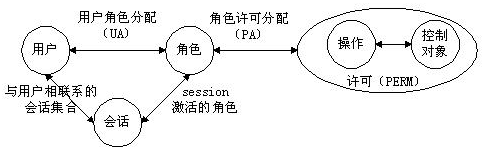 用户角色分配
（UA）
角色许可分配
（PA）
用户
角色
操作
控制
对象
许可（PERM）
与用户相联系的
会话集合
session
激活的角色
会话